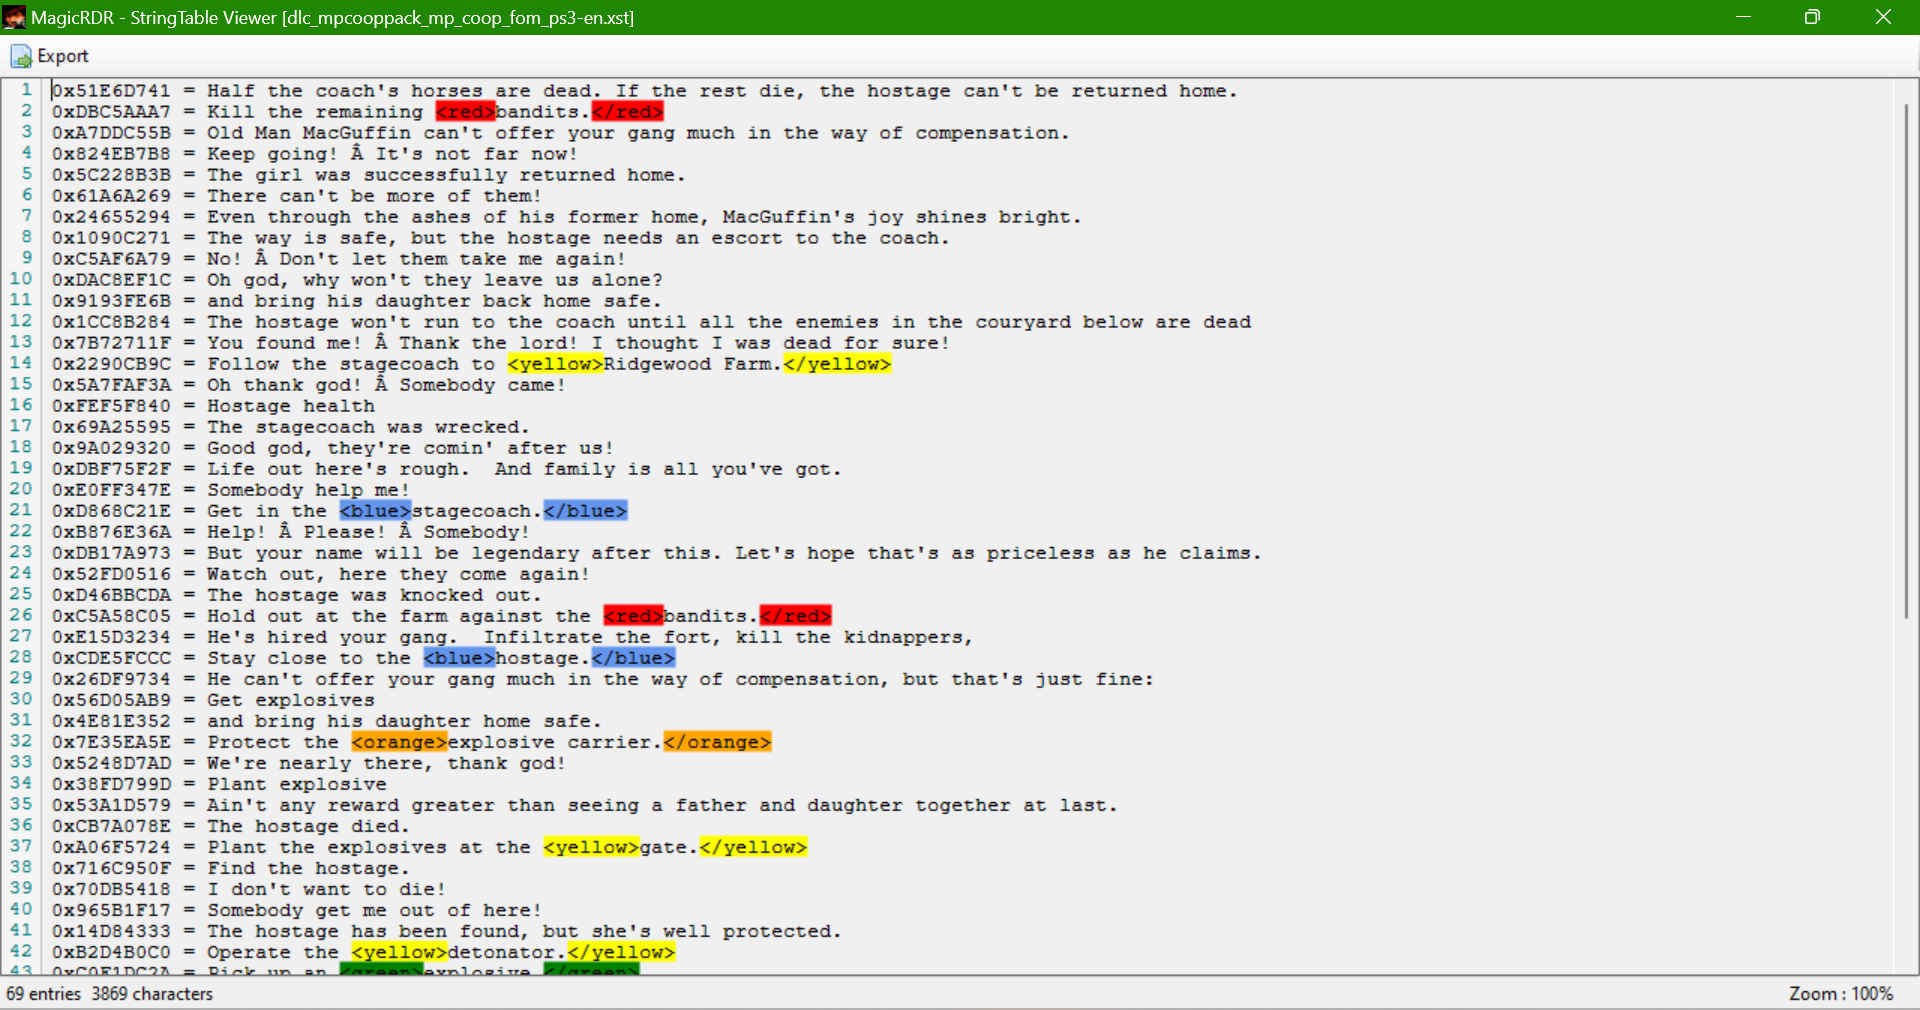 MagicRDR - StringTable Viewer [dlc_mpcooppack_mp_coop_fom_ps3-en.xst]
Export
1 0x51E6D741 = Half the coach's horses are dead. If the rest die, the hostage can't be returned home.
2 0xDBC5AAA7 = Kill the remaining <red>bandits.</red>
3 0xA7DDC55B = Old Man MacGuffin can't offer your gang much in the way of compensation.
4 0x824EB7B8 = Keep going! Â It's not far now!
5 0x5C228B3B = The girl was successfully returned home.
6 0x61A6A269 = There can't be more of them!
7 0x24655294 = Even through the ashes of his former home, MacGuffin's joy shines bright.
8 0x1090C271 = The way is safe, but the hostage needs an escort to the coach.
9 0xC5AF6A79 = No! Â Don't let them take me again!
10 0xDAC8EF1C = Oh god, why won't they leave us alone?
11 0x9193FE6B = and bring his daughter back home safe.
12 0x1CC8B284 = The hostage won't run to the coach until all the enemies in the couryard below are dead
13 0x7B72711F = You found me! Â Thank the lord! I thought I was dead for sure!
14 0x2290CB9C = Follow the stagecoach to <yellow>Ridgewood Farm.</yellow>
15 0x5A7FAF3A = Oh thank god! Â Somebody came!
16 0xFEF5F840 = Hostage health
17 0x69A25595 = The stagecoach was wrecked.
18 0x9A029320 = Good god, they're comin' after us!
19 0xDBF75F2F = Life out here's rough.  And family is all you've got.
20 0xE0FF347E = Somebody help me!
21 0xD868C21E = Get in the <blue>stagecoach.</blue>
22 0xB876E36A = Help! Â Please! Â Somebody!
23 0xDB17A973 = But your name will be legendary after this. Let's hope that's as priceless as he claims.
24 0x52FD0516 = Watch out, here they come again!
25 0xD46BBCDA = The hostage was knocked out.
26 0xC5A58C05 = Hold out at the farm against the <red>bandits.</red>
27 0xE15D3234 = He's hired your gang.  Infiltrate the fort, kill the kidnappers,
28 0xCDE5FCCC = Stay close to the <blue>hostage.</blue>
29 0x26DF9734 = He can't offer your gang much in the way of compensation, but that's just fine:
30 0x56D05AB9 = Get explosives
31 0x4E81E352 = and bring his daughter home safe.
32 0x7E35EA5E = Protect the <orange>explosive carrier.</orange>
33 0x5248D7AD = We're nearly there, thank god!
34 0x38FD799D = Plant explosive
35 0x53A1D579 = Ain't any reward greater than seeing a father and daughter together at last.
36 0xCB7A078E = The hostage died.
37 0xA06F5724 = Plant the explosives at the <yellow>gate.</yellow>
38 0x716C950F = Find the hostage.
39 0x70DB5418 = I don't want to die!
40 0x965B1F17 = Somebody get me out of here!
41 0x14D84333 = The hostage has been found, but she's well protected.
42 0xB2D4B0C0 = Operate the <yellow>detonator.</yellow>
43 0xC0E1DC2A = Pick up an <green>explosive.</green>
69 entries 3869 characters
Zoom : 100%